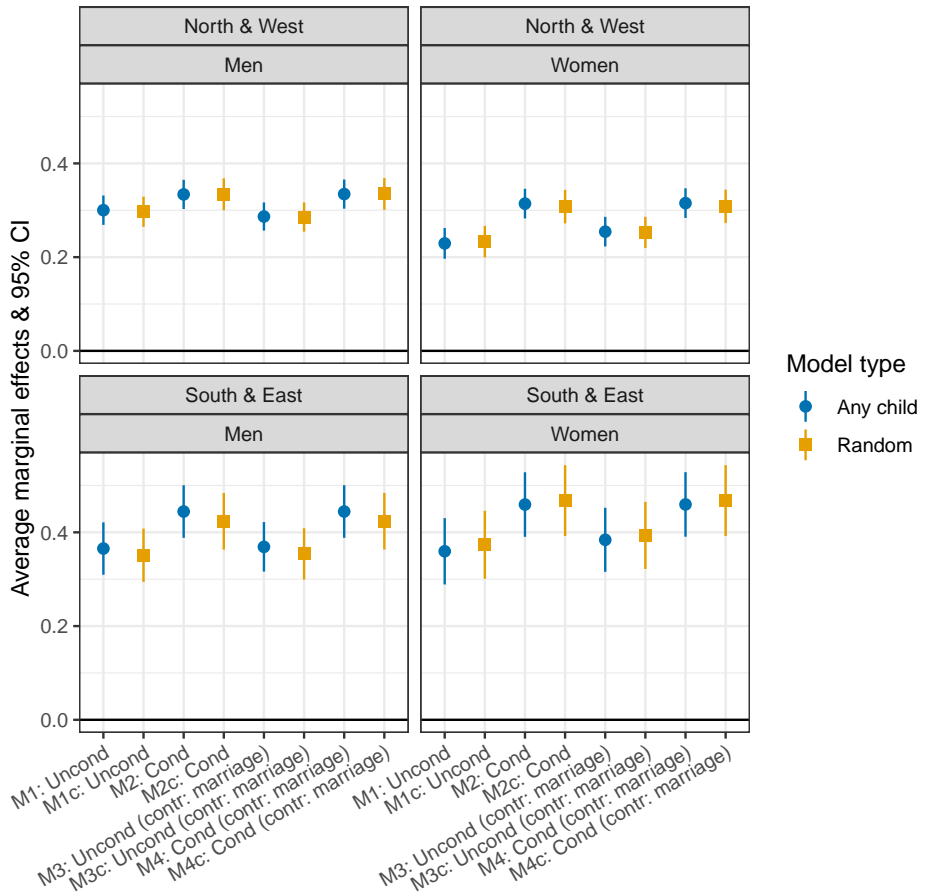 North & West
North & West
Men
Women
0.4
0.2
0.0
South & East
South & East
Men
Women
0.4
0.2
0.0
Average marginal effects & 95% CI
M1: Uncond
M1c: Uncond
M2: Cond
M2c: Cond
M3: Uncond (contr: marriage)
M3c: Uncond (contr: marriage)
M4: Cond (contr: marriage)
M4c: Cond (contr: marriage)
M1: Uncond
M1c: Uncond
M2: Cond
M2c: Cond
M3: Uncond (contr: marriage)
M3c: Uncond (contr: marriage)
M4: Cond (contr: marriage)
M4c: Cond (contr: marriage)
Model type
Any child
Random